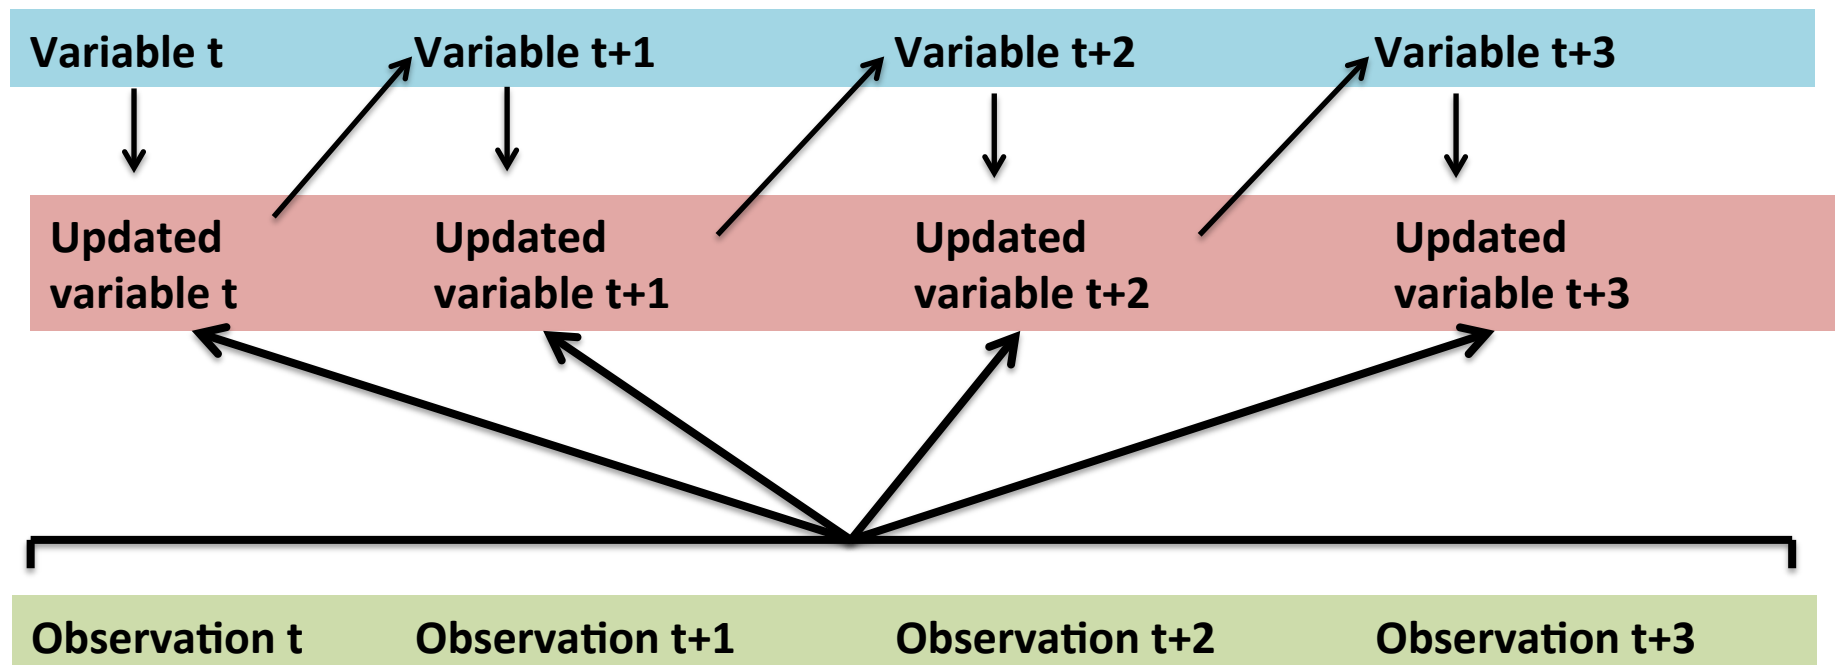 Variable t Variable t+1 Variable t+2 Variable t+3
Updated variable t
Updated variable t+1
Updated variable t+2
Updated variable t+3
Observation t Observation t+1 Observation t+2 Observation t+3